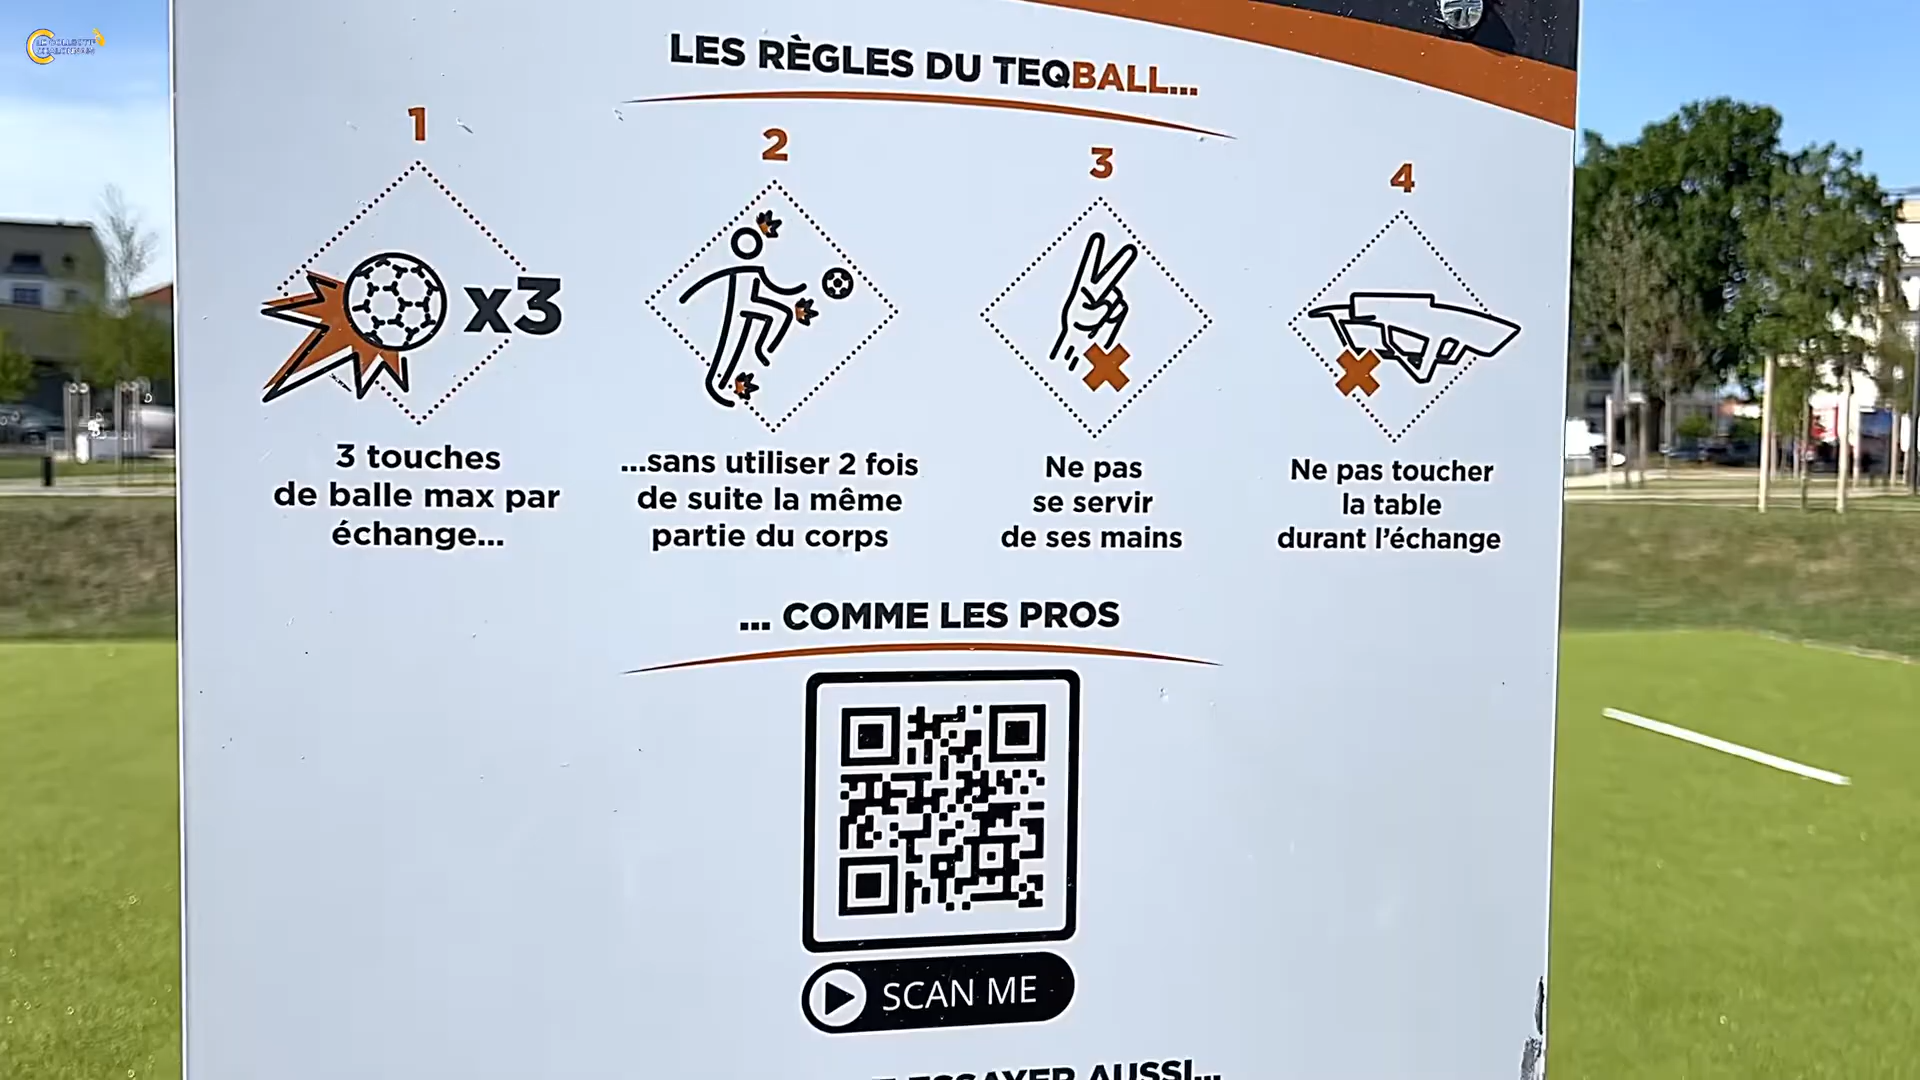 LES RÈGLES DU TEQBALL...
1
2
3
4
x3
3 touches
de balle max par
échange...
...sans utiliser 2 fois
de suite la même
partie du corps
Ne pas
se servir
de ses mains
Ne pas toucher
la table
durant l'échange
... COMME LES PROS
SCAN ME
ESSAYER AUSSI...